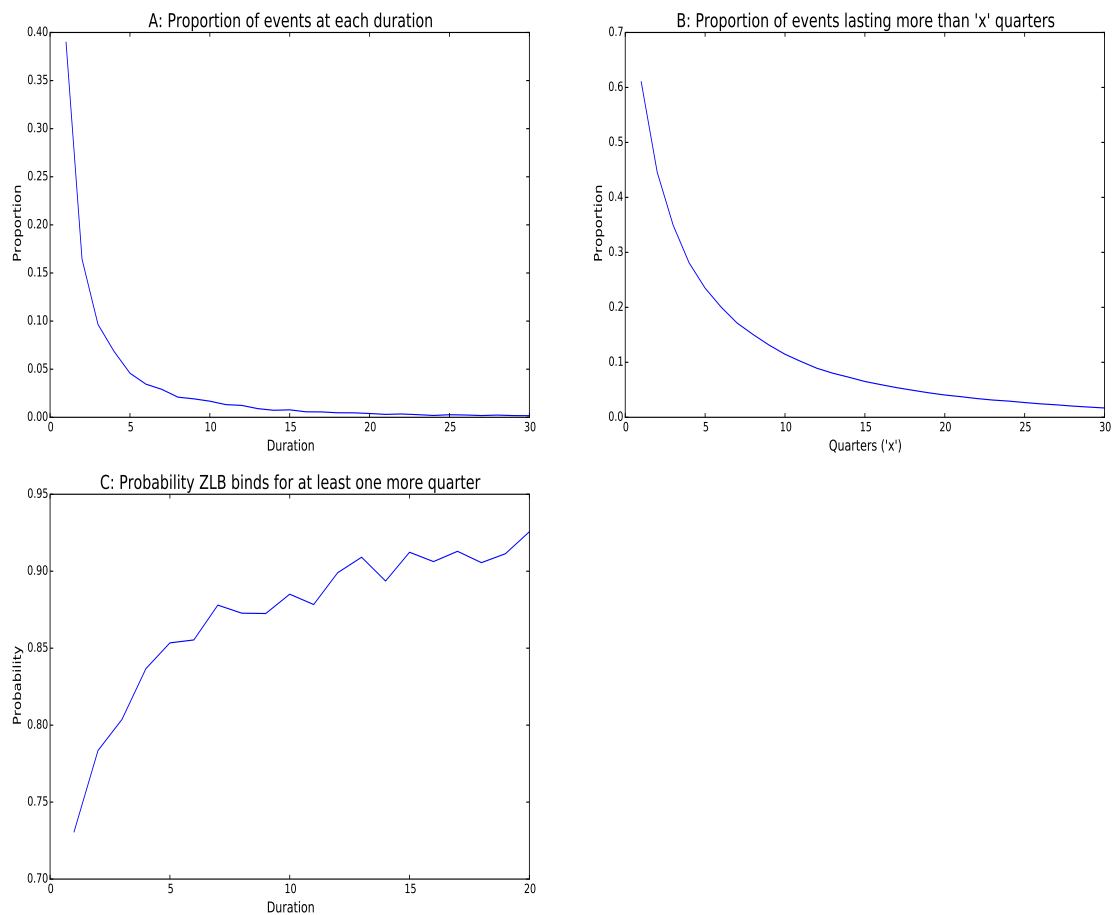 A: Proportion of events at each duration
0.40
0.35
0.30
0.25
0.20
0.15
0.10
0.05
0.00
Proportion
0 5 10 15 20 25 30
Duration
B: Proportion of events lasting more than 'x' quarters
0.7
0.6
0.5
0.4
0.3
0.2
0.1
0.0
Proportion
0 5 10 15 20 25 30
Quarters ('x')
C: Probability ZLB binds for at least one more quarter
0.95
0.90
0.85
0.80
0.75
0.70
Probability
0 5 10 15 20
Duration